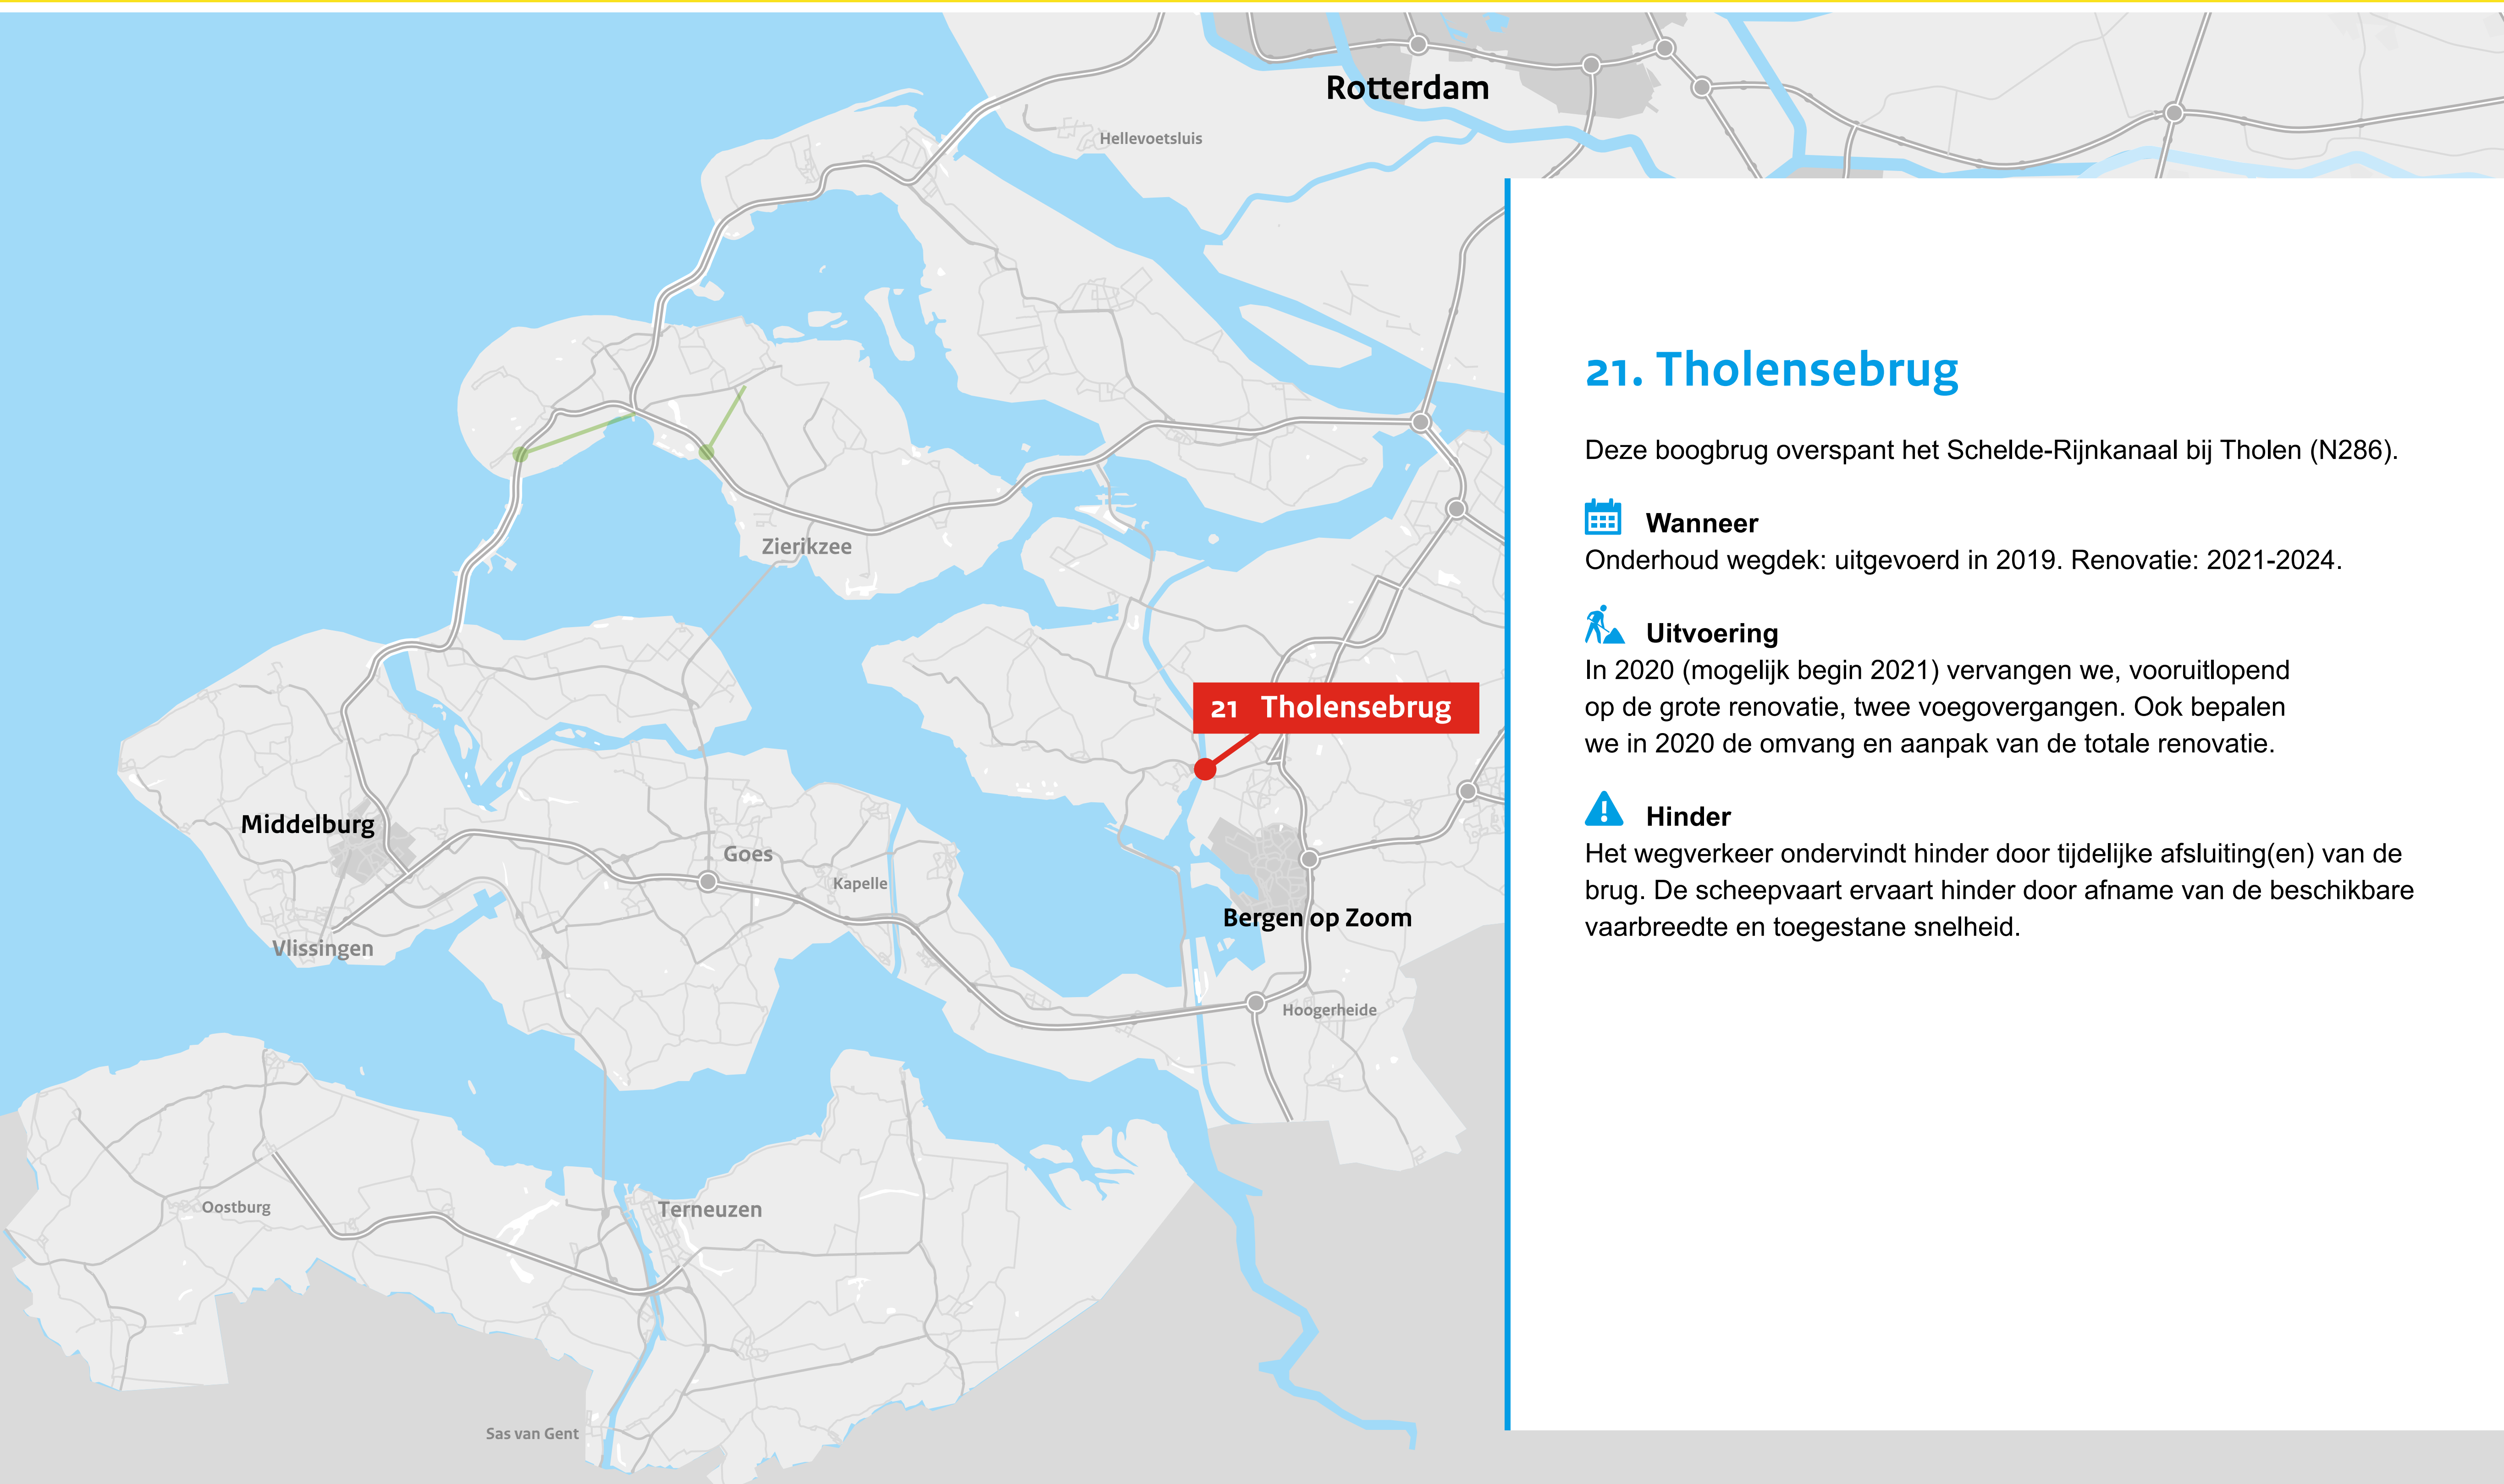 Rotterdam
Hellevoetsluis
Zierikzee
21 Tholensebrug
Middelburg
Goes
Kapelle
Bergen op Zoom
Vlissingen
Hoogerheide
Oostburg
Terneuzen
Sas van Gent
21. Tholensebrug
Deze boogbrug overspant het Schelde-Rijnkanaal bij Tholen (N286).
Wanneer
Onderhoud wegdek: uitgevoerd in 2019. Renovatie: 2021-2024.
Uitvoering
In 2020 (mogelijk begin 2021) vervangen we, vooruitlopend
op de grote renovatie, twee voegovergangen. Ook bepalen
we in 2020 de omvang en aanpak van de totale renovatie.
Hinder
Het wegverkeer ondervindt hinder door tijdelijke afsluiting(en) van de
brug. De scheepvaart ervaart hinder door afname van de beschikbare
vaarbreedte en toegestane snelheid.